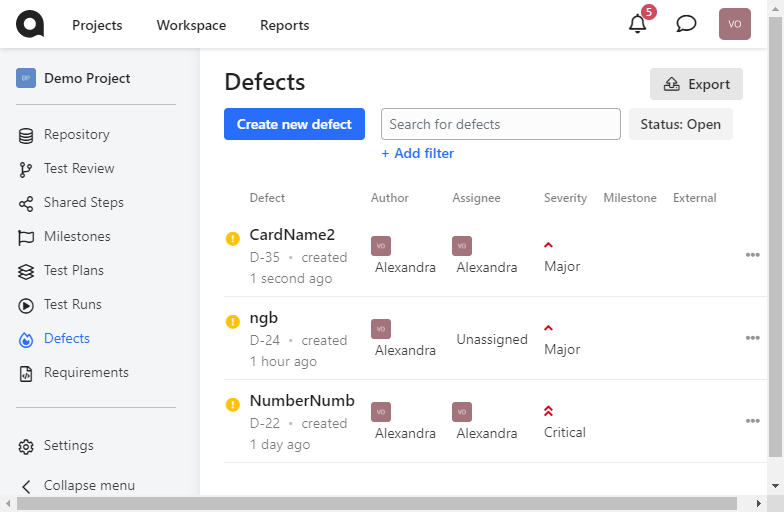 Projects
Workspace
Reports
5
VO
DP
Demo Project
Repository
Test Review
Shared Steps
Milestones
Test Plans
Test Runs
Defects
Requirements
Settings
Collapse menu
Defects
Export
Create new defect
Search for defects
Status: Open
+ Add filter
Defect Author Assignee Severity Milestone External
CardName2
D-35 • created
1 second ago
VO
Alexandra
VO
Alexandra
Major
ngb
D-24 • created
1 hour ago
VO
Alexandra
Unassigned
Major
NumberNumb
D-22 • created
1 day ago
VO
Alexandra
VO
Alexandra
Critical